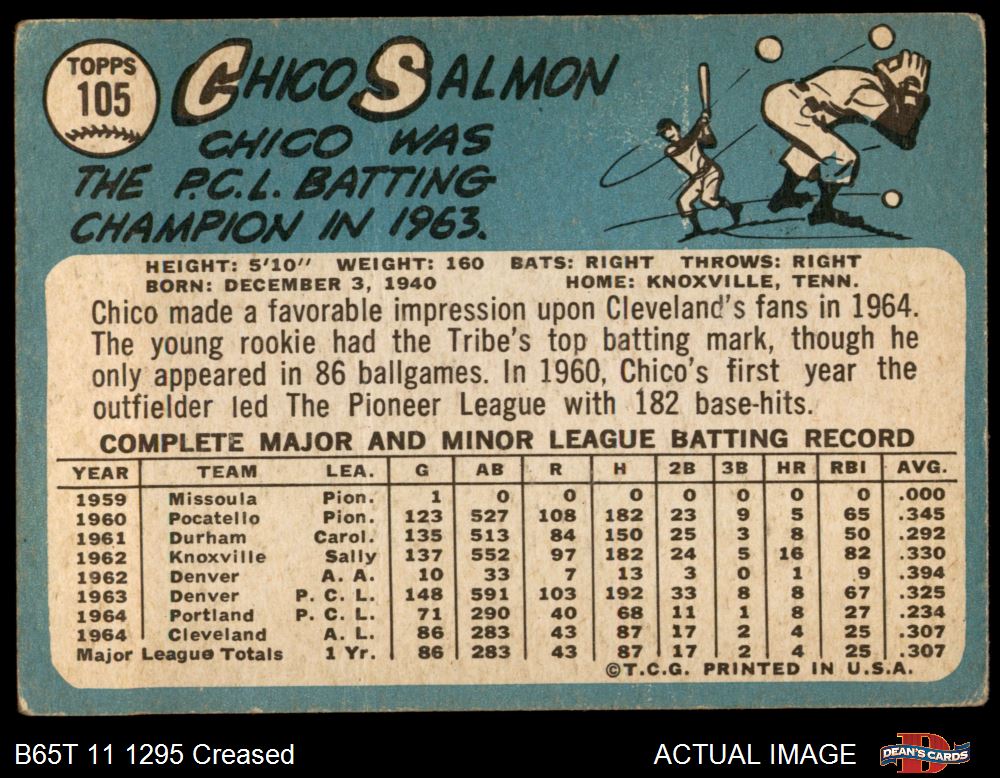 TOPPS
105
CHICO SALMON
CHICO WAS
THE P.C.L. BATTING
CHAMPION IN 1963.
HEIGHT: 5'10" WEIGHT: 160 BATS: RIGHT THROWS: RIGHT
BORN: DECEMBER 3, 1940 HOME: KNOXVILLE, TENN.
Chico made a favorable impression upon Cleveland's fans in 1964.
The young rookie had the Tribe's top batting mark, though he
only appeared in 86 ballgames. In 1960, Chico's first year the
outfielder led The Pioneer League with 182 base-hits.
COMPLETE MAJOR AND MINOR LEAGUE BATTING RECORD
YEAR TEAM LEA. G AB R H 2B 3B HR RBI AVG.
1959 Missoula Pion. 1 0 0 0 0 0 0 0 .000
1960 Pocatello Pion. 123 527 108 182 23 9 5 65 .345
1961 Durham Carol. 135 513 84 150 25 3 8 50 .292
1962 Knoxville Sally 137 552 97 182 24 5 16 82 .330
1962 Denver A. A. 10 33 7 13 3 0 1 9 .394
1963 Denver P. C. L. 148 591 103 192 33 8 8 67 .325
1964 Portland P. C. L. 71 290 40 68 11 1 8 27 .234
1964 Cleveland A. L. 86 283 43 87 17 2 4 25 .307
Major League Totals 1 Yr. 86 283 43 87 17 2 4 25 .307
©T.C.G. PRINTED IN U.S.A.
B65T 11 1295 Creased ACTUAL IMAGE
DEAN'S CARDS